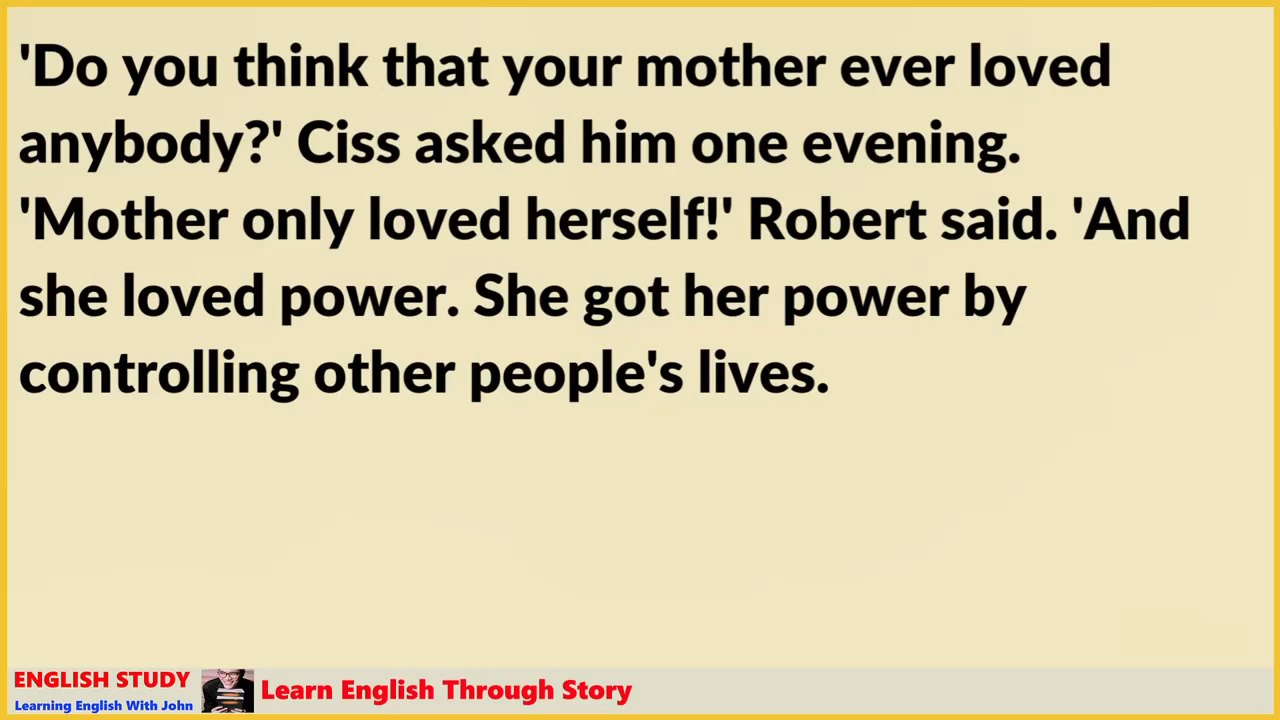 'Do you think that your mother ever loved
anybody?' Ciss asked him one evening.
'Mother only loved herself!' Robert said. 'And
she loved power. She got her power by
controlling other people's lives.
ENGLISH STUDY
Learning English With John
Learn English Through Story